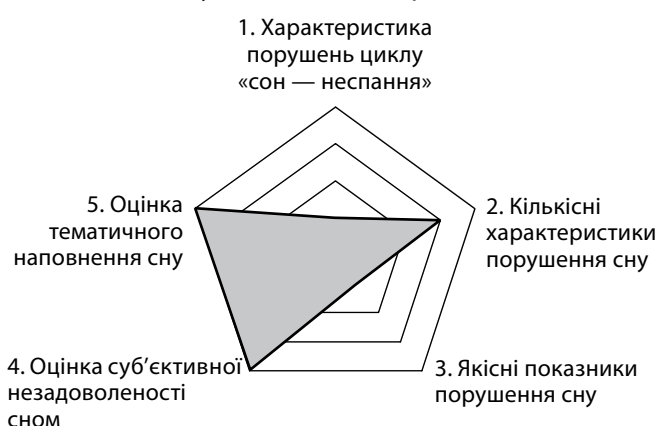 1. Характеристика
порушень циклу
«сон — неспання»
2. Кількісні
характеристики
порушення сну
3. Якісні показники
порушення сну
4. Оцінка суб’єктивної
незадоволеності
сном
5. Оцінка
тематичного
наповнення сну